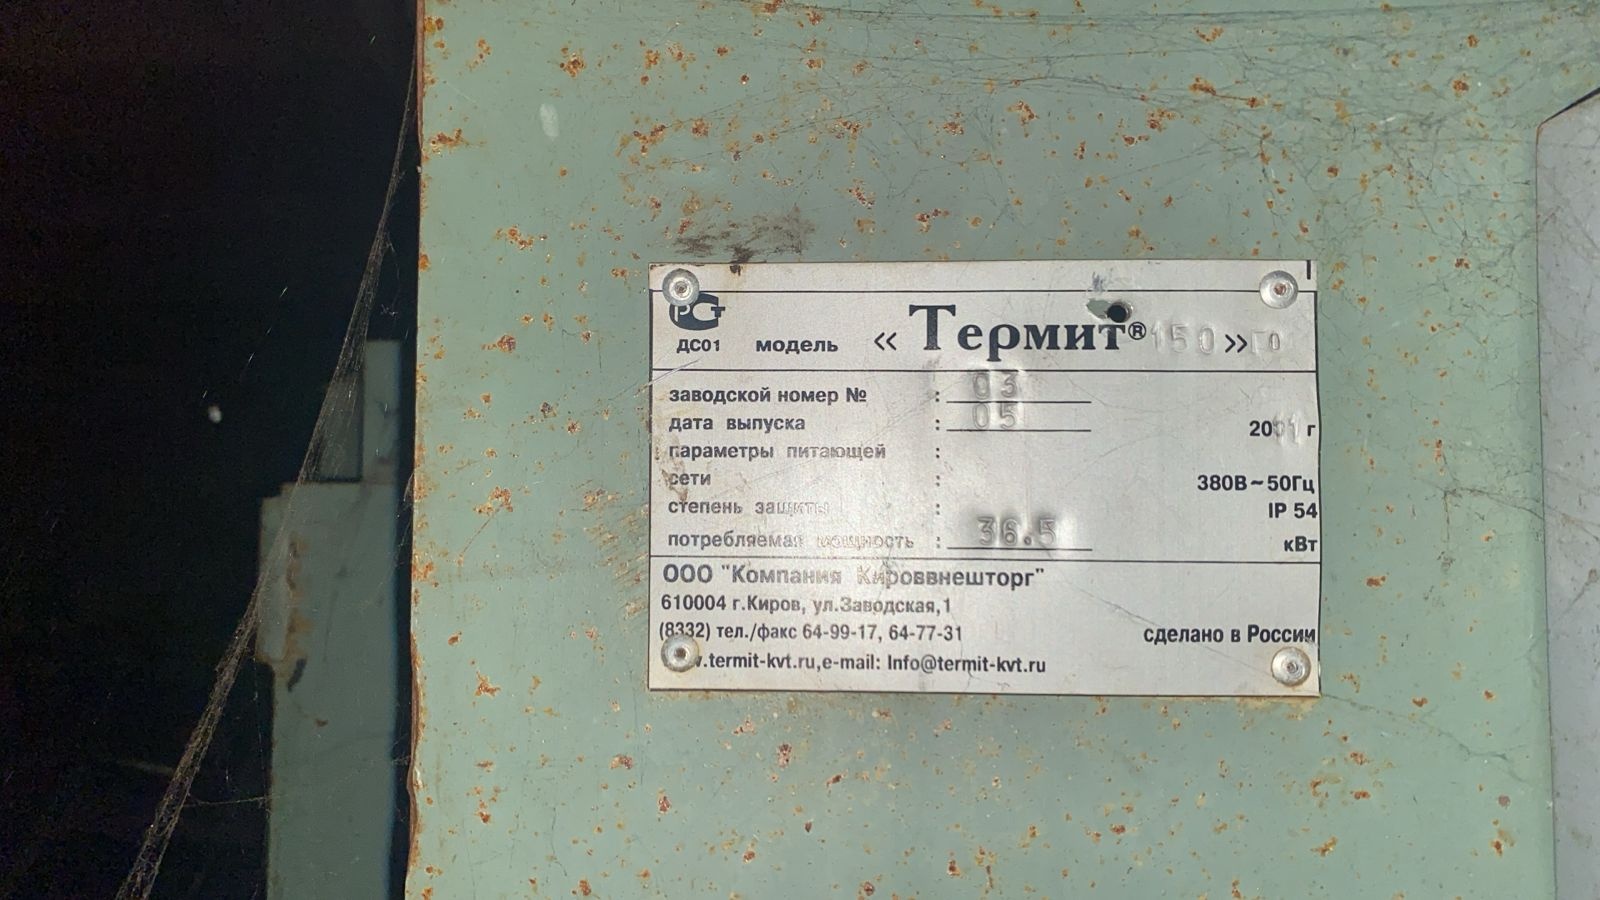 РСТ
ДС01 модель « Термит® 150 » ГО
заводской номер № : 03
дата выпуска : 05 г
параметры питающей :
сети : 380В~50Гц
степень защиты : IP 54
потребляемая мощность : 36.5 кВт
ООО "Компания Кироввнешторг"
610004 г.Киров, ул.Заводская,1
(8332) тел./факс 64-99-17, 64-77-31 сделано в России
.termit-kvt.ru,e-mail: Info@termit-kvt.ru